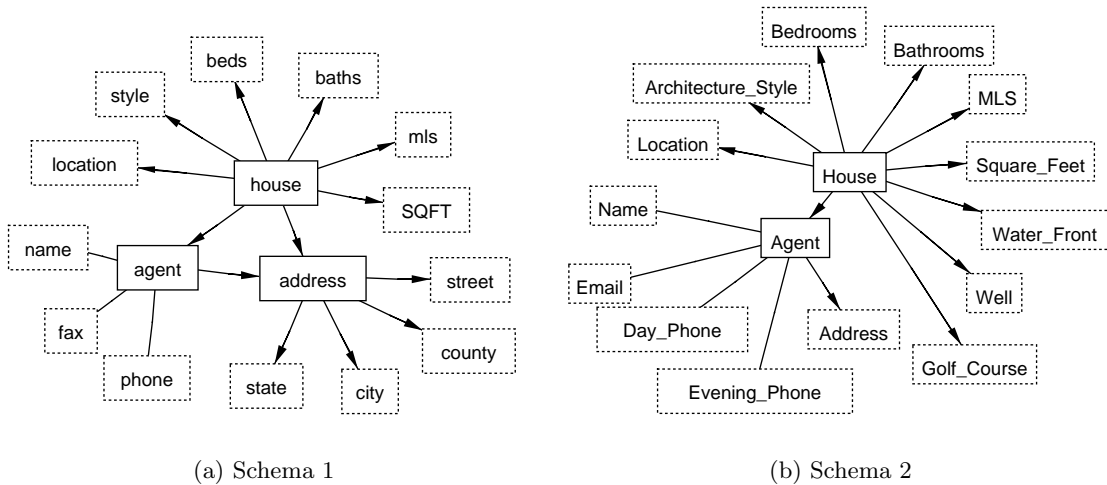 beds
baths
style
mls
location
house
SQFT
name
agent
address
street
fax
county
phone
state
city
(a) Schema 1
Bedrooms
Bathrooms
Architecture_Style
MLS
Location
House
Square_Feet
Name
Agent
Water_Front
Email
Well
Day_Phone
Address
Golf_Course
Evening_Phone
(b) Schema 2